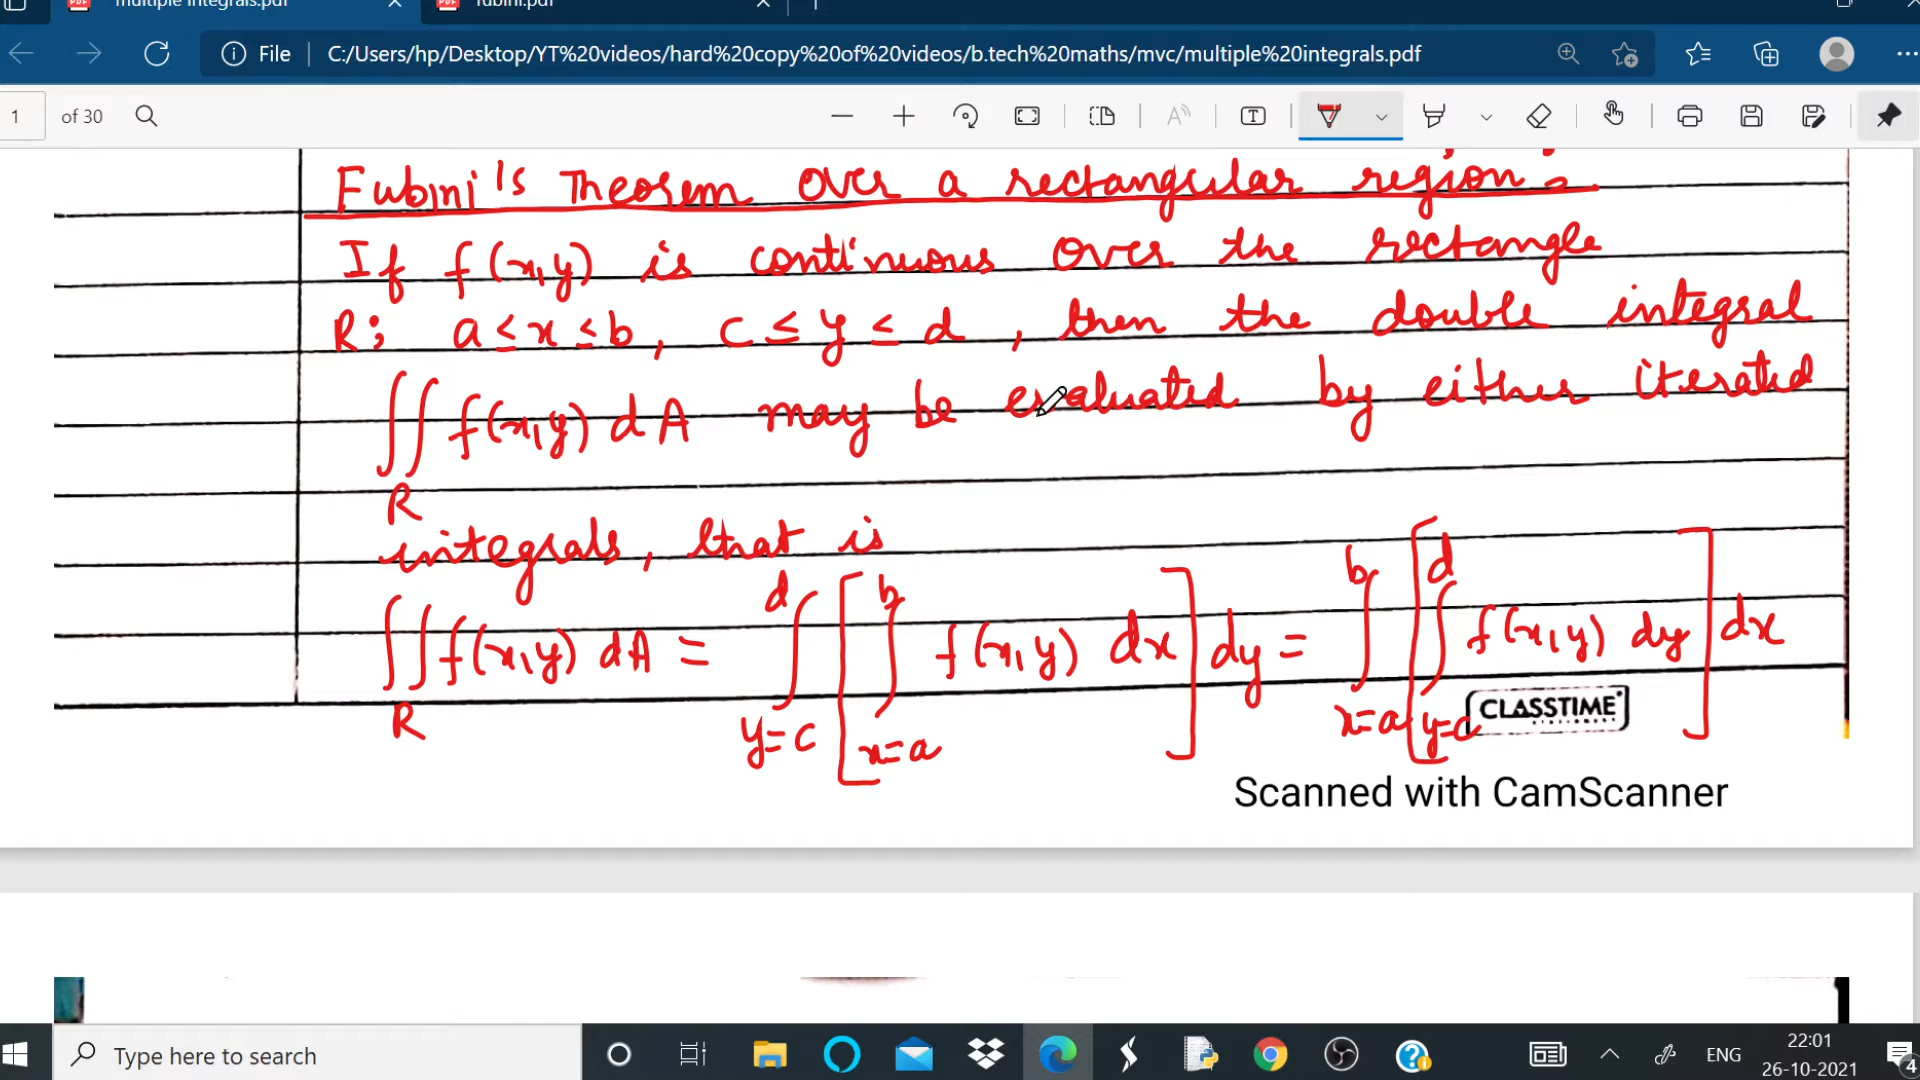 multiple integrals.pdf
fubini.pdf
File
C:/Users/hp/Desktop/YT%20videos/hard%20copy%20of%20videos/b.tech%20maths/mvc/multiple%20integrals.pdf
1 of 30
Fubini's Theorem over a rectangular region:
If f(x,y) is continuous over the rectangle
R: a ≤ x ≤ b, c ≤ y ≤ d, then the double integral
∬_R f(x,y) dA may be evaluated by either iterated
integrals, that is
∬_R f(x,y) dA = ∫_{y=c}^{d} [ ∫_{x=a}^{b} f(x,y) dx ] dy = ∫_{x=a}^{b} [ ∫_{y=c}^{d} f(x,y) dy ] dx
CLASSTIME
Scanned with CamScanner
Type here to search
ENG
22:01
26-10-2021
4